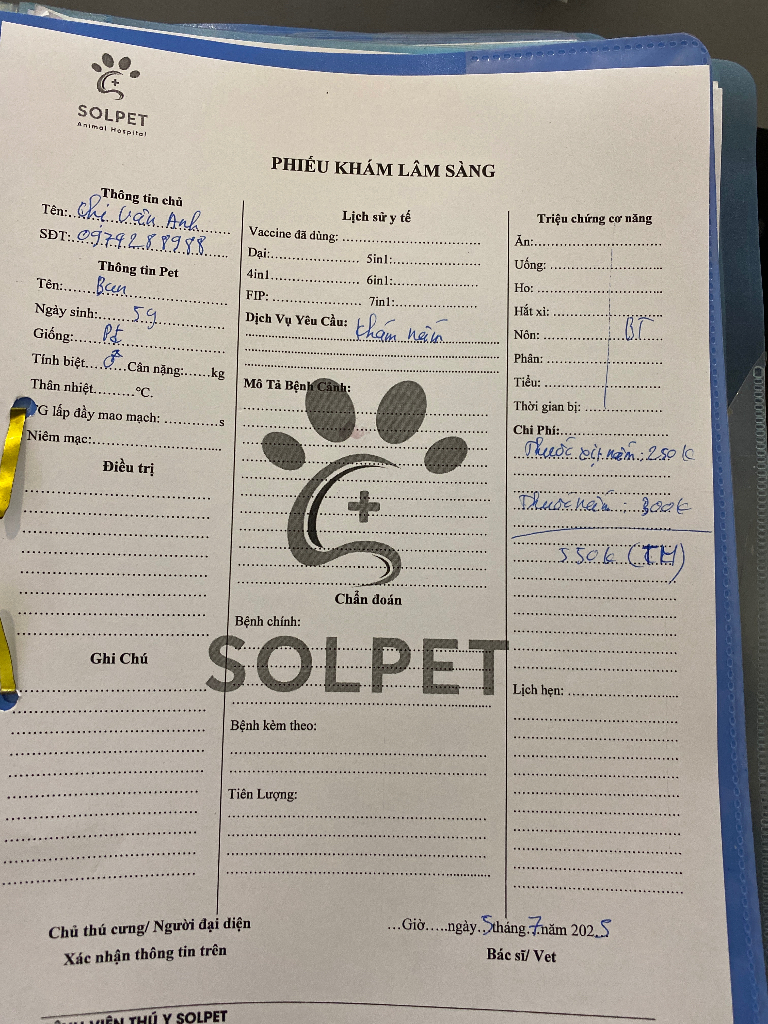 SOLPET
Animal Hospital
PHIẾU KHÁM LÂM SÀNG
Thông tin chủ
Tên: Chị Vân Anh
SĐT: 0979288988
Thông tin Pet
Tên: Bun
Ngày sinh: 5g
Giống:
Tính biệt ♂ Cân nặng:......kg
Thân nhiệt.........°C.
TG lấp đầy mao mạch: ............s
Niêm mạc:
Điều trị
Ghi Chú
Lịch sử y tế
Vaccine đã dùng:
Dại: 5in1:
4in1 6in1:
FIP: 7in1:
Dịch Vụ Yêu Cầu: Khám nấm
Mô Tả Bệnh Cảnh:
Chẩn đoán
Bệnh chính:
SOLPET
Bệnh kèm theo:
Tiên Lượng:
Triệu chứng cơ năng
Ăn:
Uống:
Ho:
Hắt xì:
Nôn: BT
Phân:
Tiểu:
Thời gian bị:
Chi Phí:
Thuốc xịt nấm: 250k
Thuốc nấm: 300k
550k (TM)
Lịch hẹn:
Chủ thú cưng/ Người đại diện
Xác nhận thông tin trên
...Giờ.....ngày 5 tháng 7 năm 2025
Bác sĩ/ Vet
VIỆN THÚ Y SOLPET